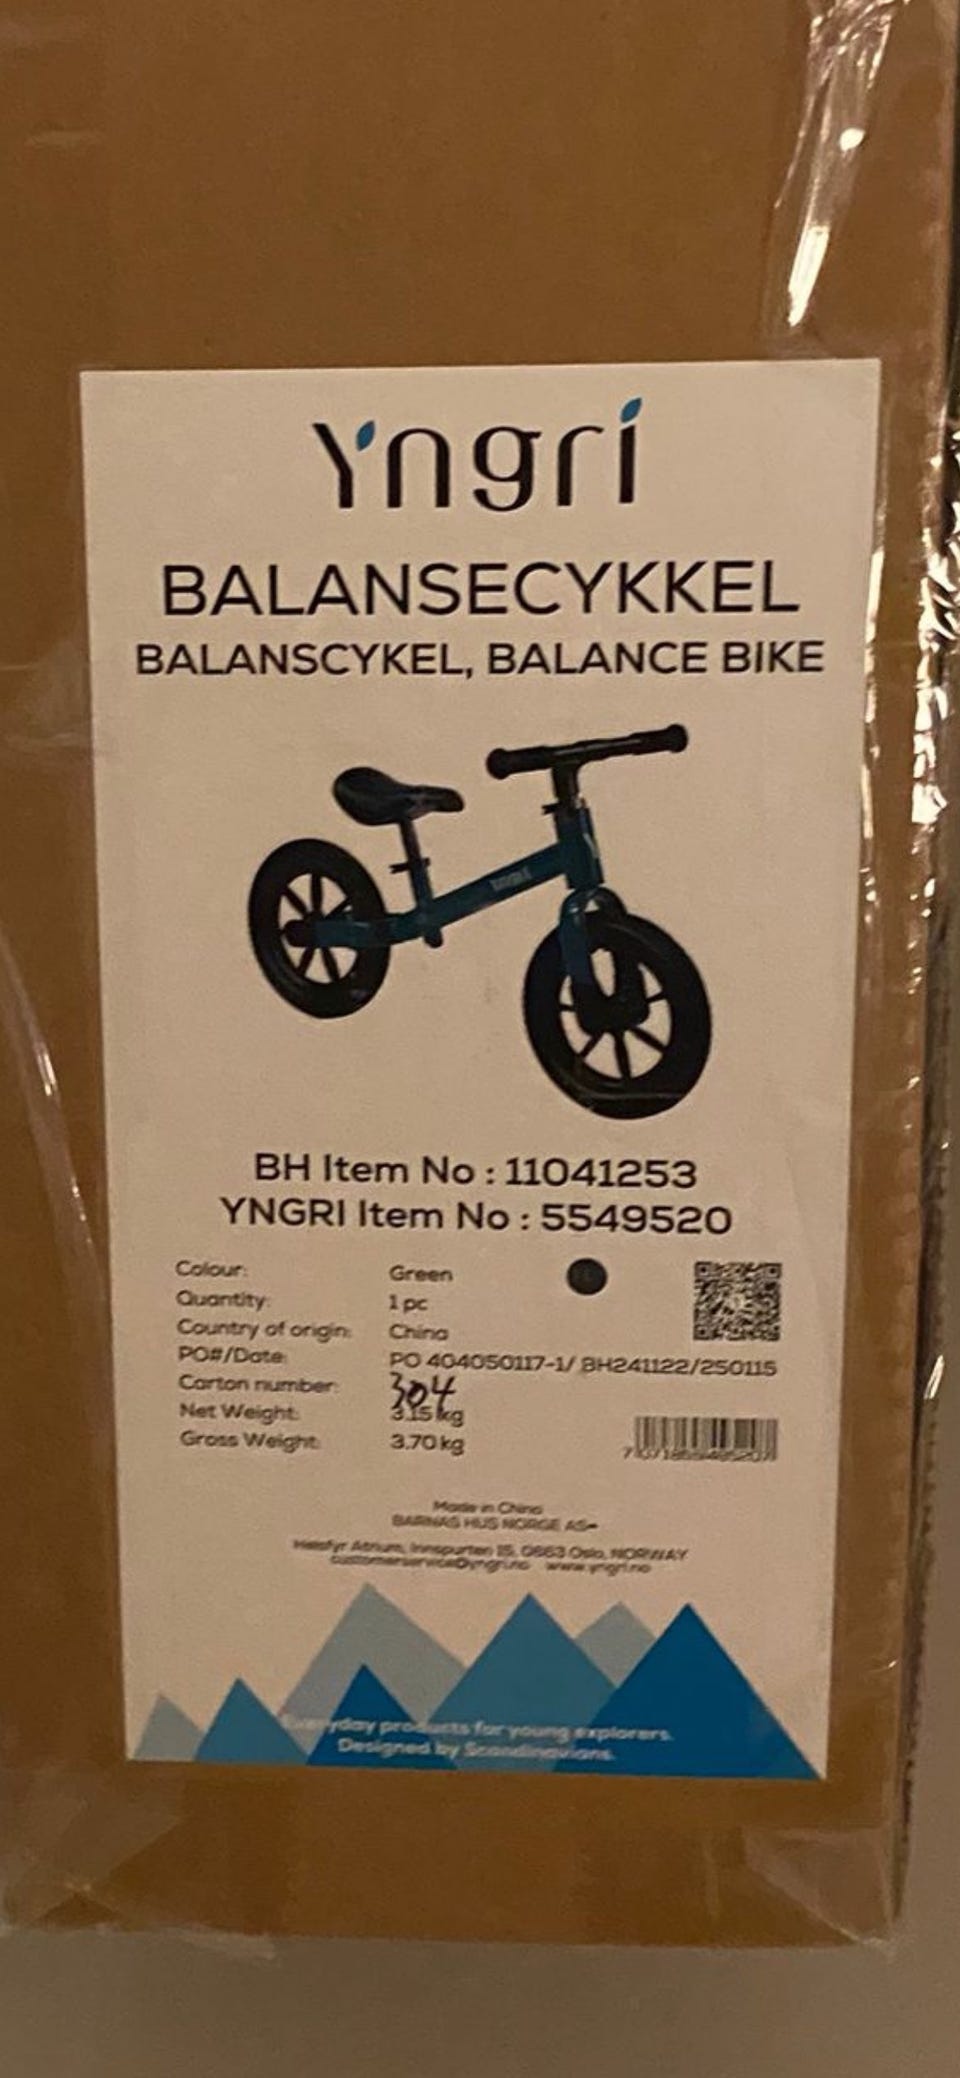 Yngri
BALANSECYKKEL
BALANSCYKEL, BALANCE BIKE
BH Item No : 11041253
YNGRI Item No : 5549520
Colour: Green
Quantity: 1 pc
Country of origin: China
PO#/Date: PO 404050117-1/ BH241122/250115
Carton number: 304
Net Weight: 3.15 kg
Gross Weight: 3.70 kg
Made in China
BARNAS HUS NORGE AS
Helsfyr Atrium, Innspurten 15, 0663 Oslo, NORWAY
customerservice@yngri.no www.yngri.no
Everyday products for young explorers.
Designed by Scandinavians.